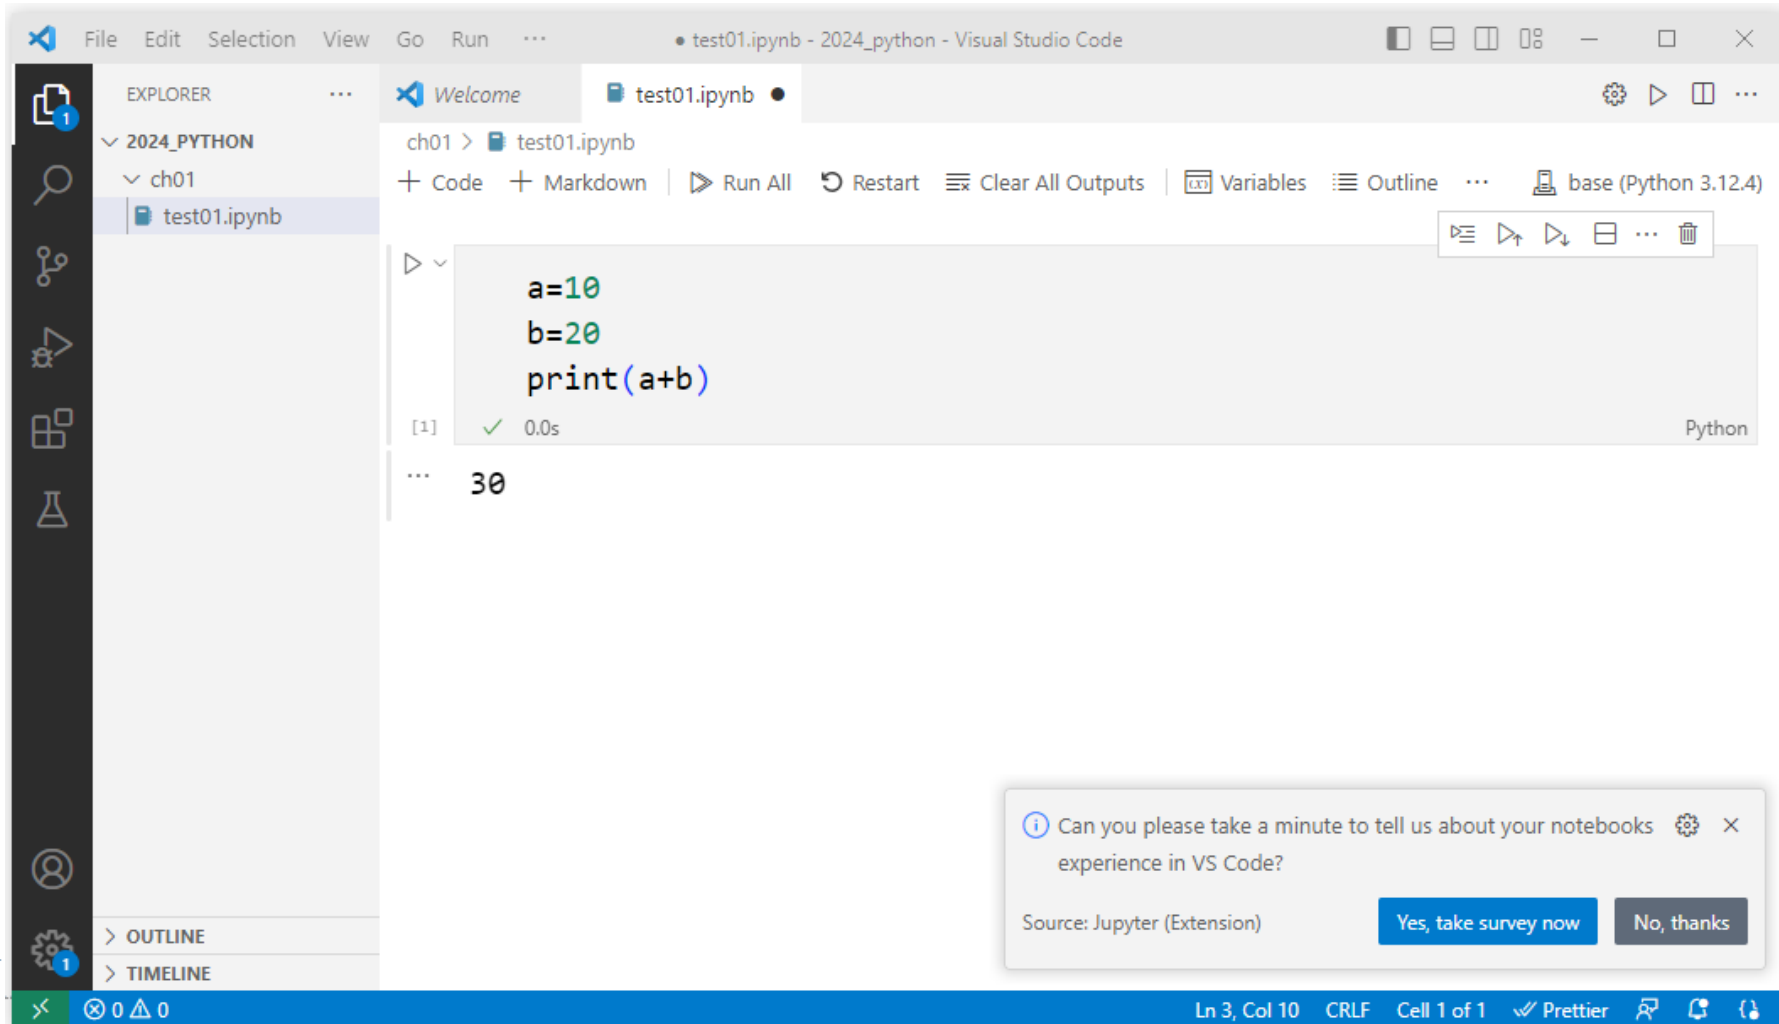 File Edit Selection View Go Run ···
● test01.ipynb - 2024_python - Visual Studio Code
EXPLORER ···
2024_PYTHON
ch01
test01.ipynb
OUTLINE
TIMELINE
Welcome
test01.ipynb ●
ch01 > test01.ipynb
+ Code + Markdown Run All Restart Clear All Outputs Variables Outline ··· base (Python 3.12.4)
a=10
b=20
print(a+b)
[1] ✓ 0.0s Python
··· 30
Can you please take a minute to tell us about your notebooks
experience in VS Code?
Source: Jupyter (Extension) Yes, take survey now No, thanks
1
1
0 0 Ln 3, Col 10 CRLF Cell 1 of 1 Prettier